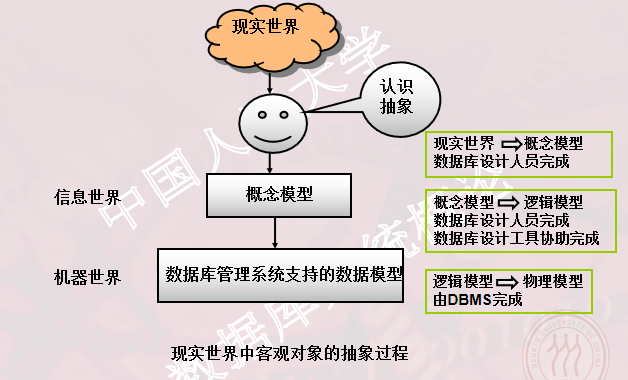 现实世界
认识
抽象
现实世界 ⇨ 概念模型
数据库设计人员完成
信息世界
概念模型
概念模型 ⇨ 逻辑模型
数据库设计人员完成
数据库设计工具协助完成
机器世界
数据库管理系统支持的数据模型
逻辑模型 ⇨ 物理模型
由DBMS完成
现实世界中客观对象的抽象过程